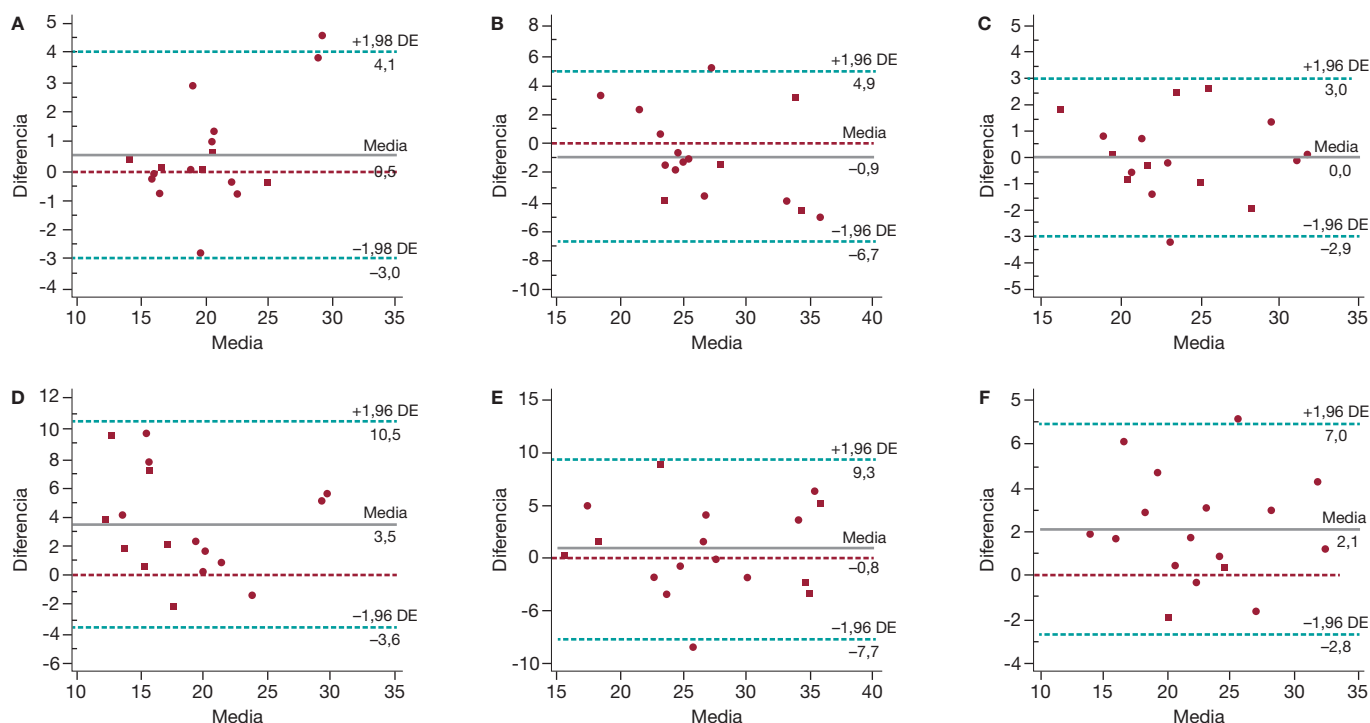 A
5
4
3
2
1
0
-1
-2
-3
-4
+1,98 DE
4,1
Media
0,5
−1,98 DE
−3,0
10 15 20 25 30 35
Media
Diferencia
B
8
6
4
2
0
-2
-4
-6
-8
-10
+1,96 DE
4,9
Media
−0,9
−1,96 DE
−6,7
15 20 25 30 35 40
Media
Diferencia
C
5
4
3
2
1
0
-1
-2
-3
-4
-5
+1,96 DE
3,0
Media
0,0
−1,96 DE
−2,9
15 20 25 30 35
Media
Diferencia
D
12
10
8
6
4
2
0
-2
-4
-6
+1,96 DE
10,5
Media
3,5
−1,96 DE
−3,6
10 15 20 25 30 35
Media
Diferencia
E
15
10
5
0
-6
-10
+1,96 DE
9,3
Media
−0,8
−1,96 DE
−7,7
15 20 25 30 35 40
Media
Diferencia
F
5
6
4
2
0
-2
-4
+1,96 DE
7,0
Media
2,1
−1,96 DE
−2,8
10 15 20 25 30 35
Media
Diferencia